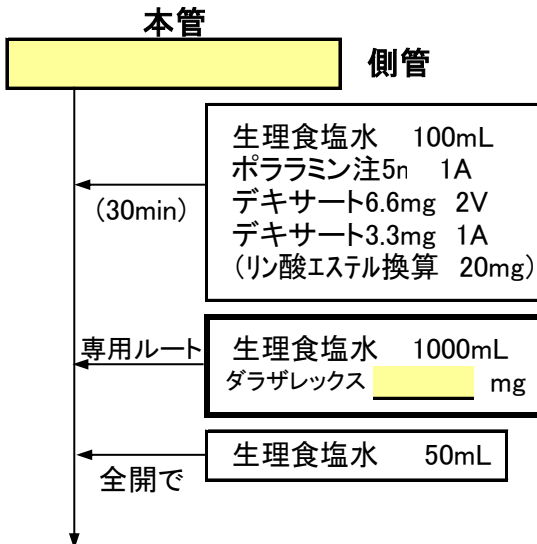 本管
側管
生理食塩水 100mL
ポララミン注5n 1A
(30min)
デキサート6.6mg 2V
デキサート3.3mg 1A
(リン酸エステル換算 20mg)
専用ルート
生理食塩水 1000mL
ダラザレックス mg
生理食塩水 50mL
全開で